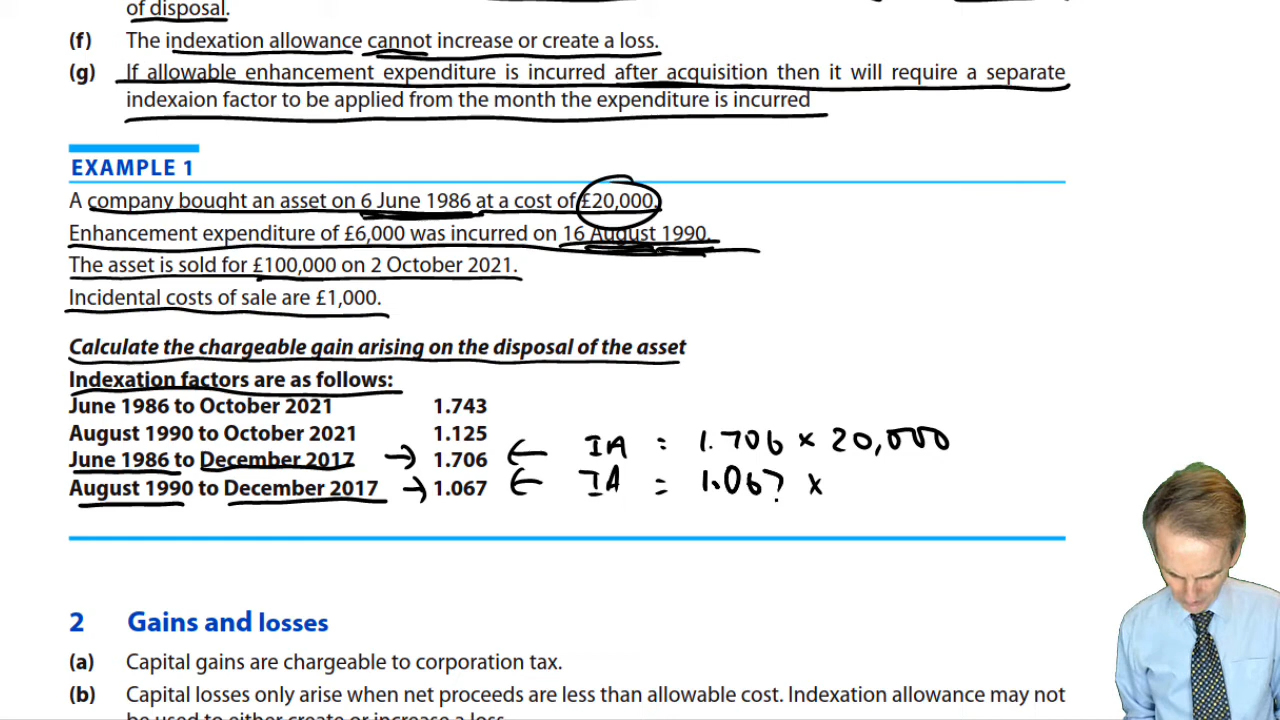 of disposal.
(f) The indexation allowance cannot increase or create a loss.
(g) If allowable enhancement expenditure is incurred after acquisition then it will require a separate
indexaion factor to be applied from the month the expenditure is incurred
EXAMPLE 1
A company bought an asset on 6 June 1986 at a cost of £20,000.
Enhancement expenditure of £6,000 was incurred on 16 August 1990.
The asset is sold for £100,000 on 2 October 2021.
Incidental costs of sale are £1,000.
Calculate the chargeable gain arising on the disposal of the asset
Indexation factors are as follows:
June 1986 to October 2021 1.743
August 1990 to October 2021 1.125
June 1986 to December 2017 → 1.706 ← IA = 1.706 × 20,000
August 1990 to December 2017 → 1.067 ← IA = 1.067 ×
2 Gains and losses
(a) Capital gains are chargeable to corporation tax.
(b) Capital losses only arise when net proceeds are less than allowable cost. Indexation allowance may not
be used to either create or increase a loss.